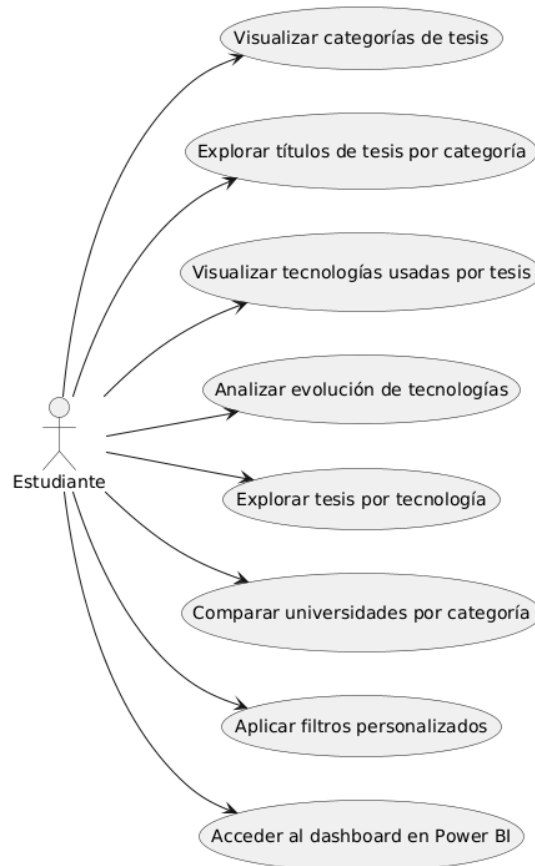 Visualizar categorías de tesis
Explorar títulos de tesis por categoría
Visualizar tecnologías usadas por tesis
Analizar evolución de tecnologías
Estudiante
Explorar tesis por tecnología
Comparar universidades por categoría
Aplicar filtros personalizados
Acceder al dashboard en Power BI